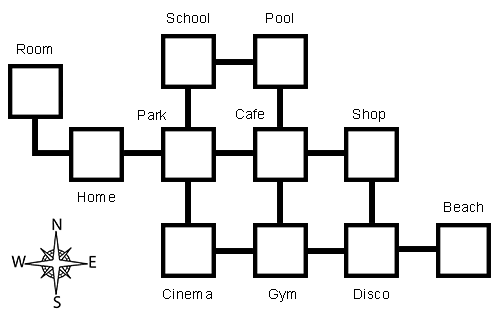 School Pool
Room
Park Cafe Shop
Home
Beach
N
W E
S
Cinema Gym Disco